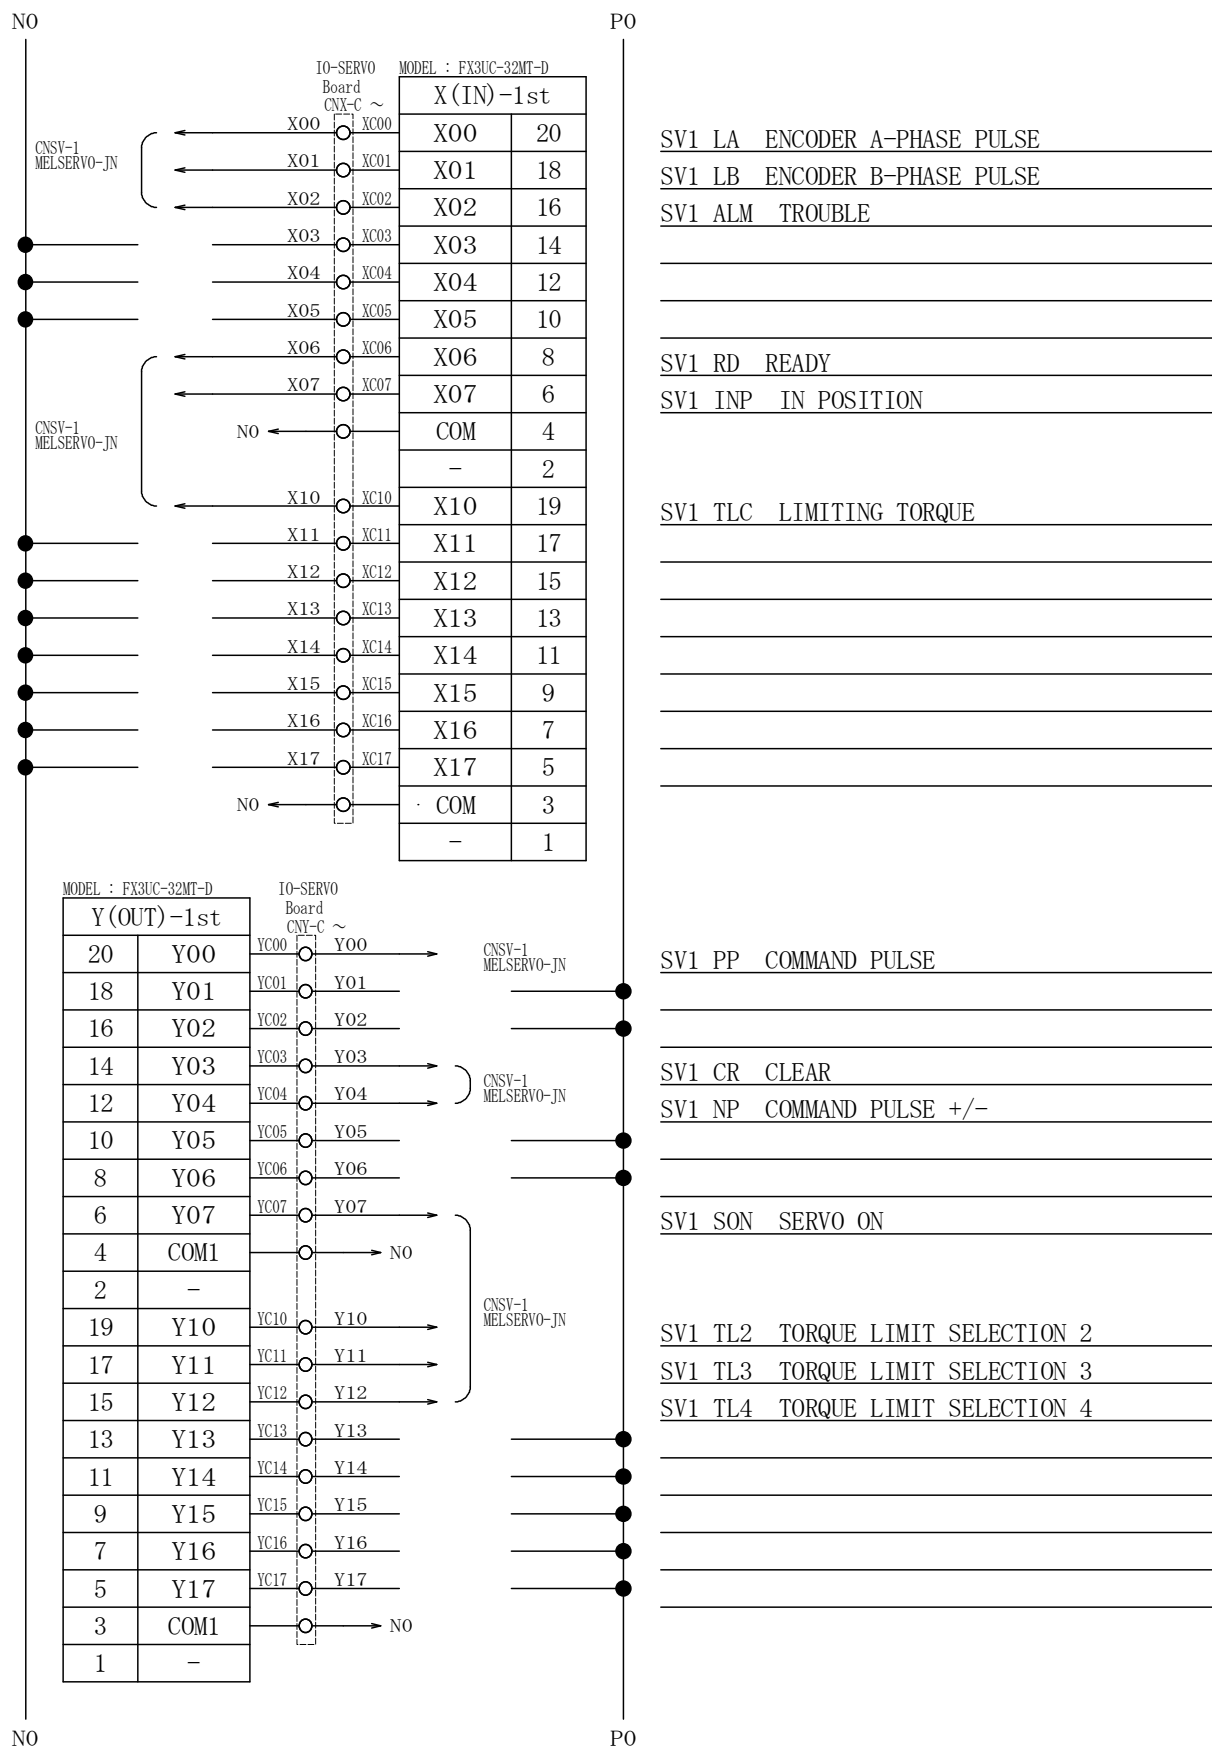 N0 P0
IO-SERVO MODEL : FX3UC-32MT-D
Board
CNX-C ～ X(IN)-1st
X00 XC00 X00 20 SV1 LA ENCODER A-PHASE PULSE
CNSV-1
MELSERVO-JN
X01 XC01 X01 18 SV1 LB ENCODER B-PHASE PULSE
X02 XC02 X02 16 SV1 ALM TROUBLE
X03 XC03 X03 14
X04 XC04 X04 12
X05 XC05 X05 10
X06 XC06 X06 8 SV1 RD READY
X07 XC07 X07 6 SV1 INP IN POSITION
CNSV-1
MELSERVO-JN
N0 COM 4
- 2
X10 XC10 X10 19 SV1 TLC LIMITING TORQUE
X11 XC11 X11 17
X12 XC12 X12 15
X13 XC13 X13 13
X14 XC14 X14 11
X15 XC15 X15 9
X16 XC16 X16 7
X17 XC17 X17 5
N0 COM 3
- 1
MODEL : FX3UC-32MT-D IO-SERVO
Board
Y(OUT)-1st CNY-C ～
20 Y00 YC00 Y00 CNSV-1
MELSERVO-JN SV1 PP COMMAND PULSE
18 Y01 YC01 Y01
16 Y02 YC02 Y02
14 Y03 YC03 Y03 SV1 CR CLEAR
CNSV-1
MELSERVO-JN
12 Y04 YC04 Y04 SV1 NP COMMAND PULSE +/-
10 Y05 YC05 Y05
8 Y06 YC06 Y06
6 Y07 YC07 Y07 SV1 SON SERVO ON
4 COM1 N0
2 -
CNSV-1
MELSERVO-JN
19 Y10 YC10 Y10 SV1 TL2 TORQUE LIMIT SELECTION 2
17 Y11 YC11 Y11 SV1 TL3 TORQUE LIMIT SELECTION 3
15 Y12 YC12 Y12 SV1 TL4 TORQUE LIMIT SELECTION 4
13 Y13 YC13 Y13
11 Y14 YC14 Y14
9 Y15 YC15 Y15
7 Y16 YC16 Y16
5 Y17 YC17 Y17
3 COM1 N0
1 -
N0 P0